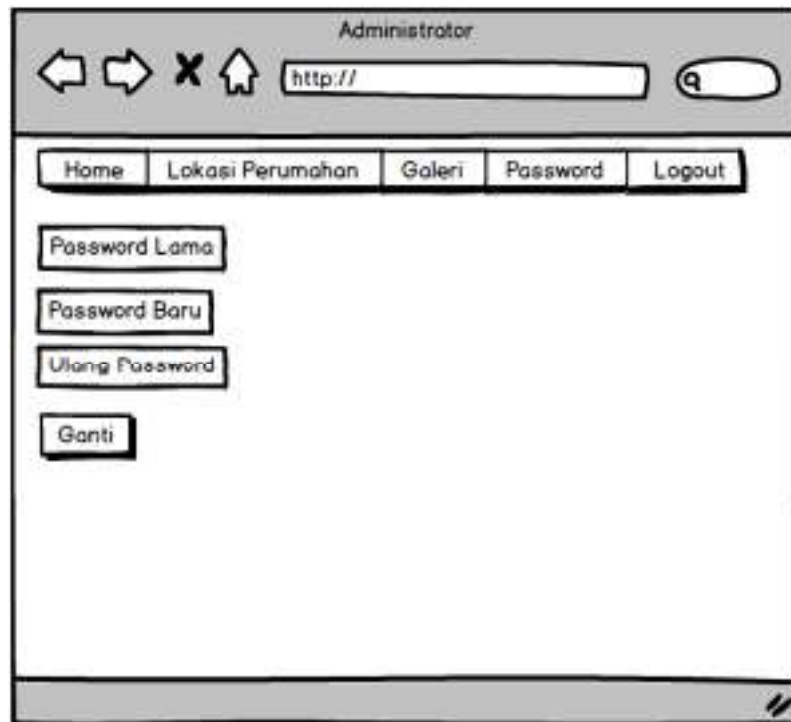 Administrator
http://
Home Lokasi Perumahan Galeri Password Logout
Password Lama
Password Baru
Ulang Password
Ganti